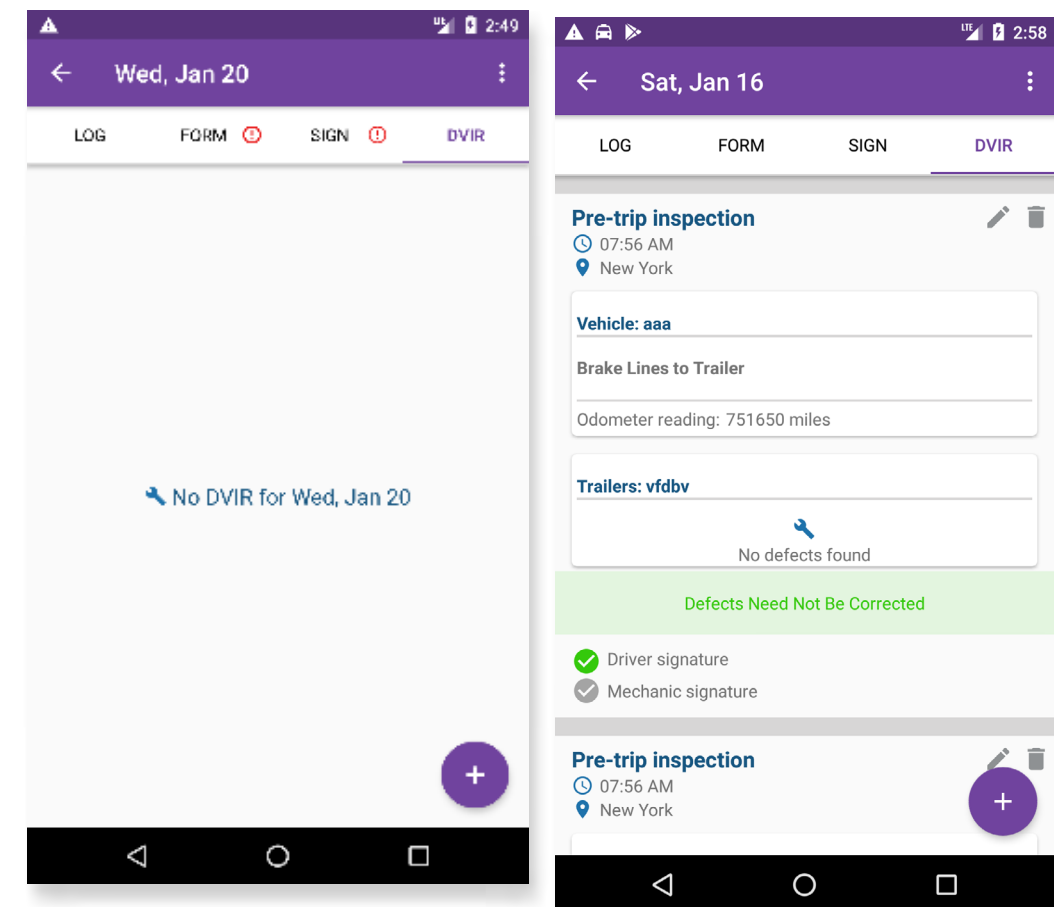 2:49
Wed, Jan 20
LOG FORM SIGN DVIR
No DVIR for Wed, Jan 20
+
LTE 2:58
Sat, Jan 16
LOG FORM SIGN DVIR
Pre-trip inspection
07:56 AM
New York
Vehicle: aaa
Brake Lines to Trailer
Odometer reading: 751650 miles
Trailers: vfdbv
No defects found
Defects Need Not Be Corrected
Driver signature
Mechanic signature
Pre-trip inspection
07:56 AM
New York
+